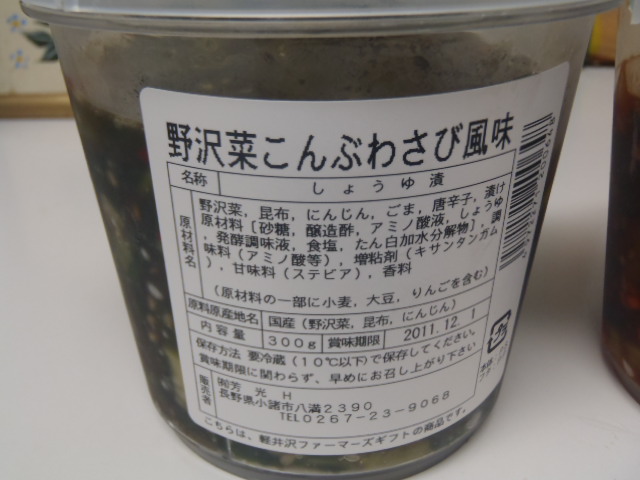 野沢菜こんぶわさび風味
名称 しょうゆ漬
原材料名
野沢菜，昆布，にんじん，ごま，唐辛子，漬け
原材料［砂糖，醸造酢，アミノ酸液，しょうゆ
，発酵調味液，食塩，たん白加水分解物］，調
味料（アミノ酸等），増粘剤（キサンタンガム
），甘味料（ステビア），香料
（原材料の一部に小麦，大豆，りんごを含む）
原料原産地名 国産（野沢菜，昆布，にんじん）
内容量 300g 賞味期限 2011.12. 1
保存方法 要冷蔵（10℃以下）で保存してください。
賞味期限に関わらず、早めにお召し上がり下さい
販売者 ㈲芳 光 H
長野県小諸市八満2390
TEL0267-23-9068
こちらは、軽井沢ファーマーズギフトの商品です。
プラ